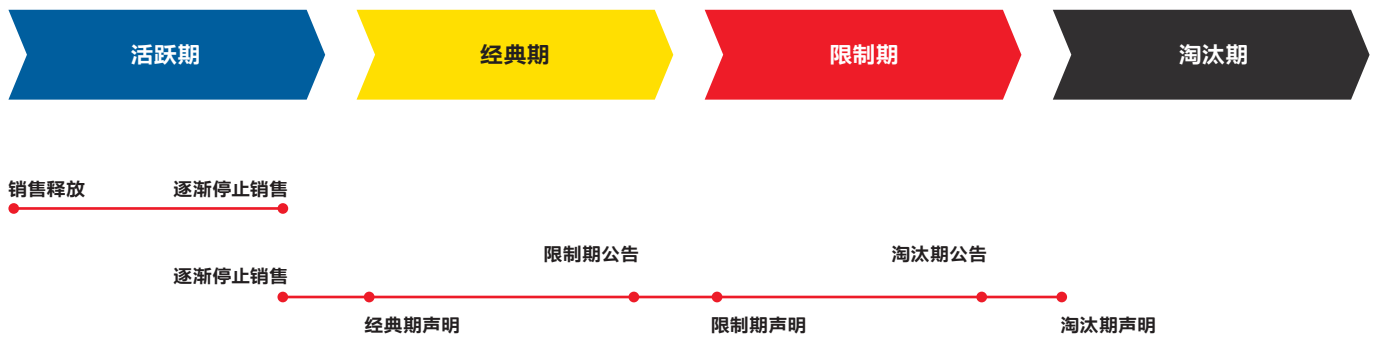 活跃期
经典期
限制期
淘汰期
销售释放
逐渐停止销售
限制期公告
淘汰期公告
逐渐停止销售
经典期声明
限制期声明
淘汰期声明